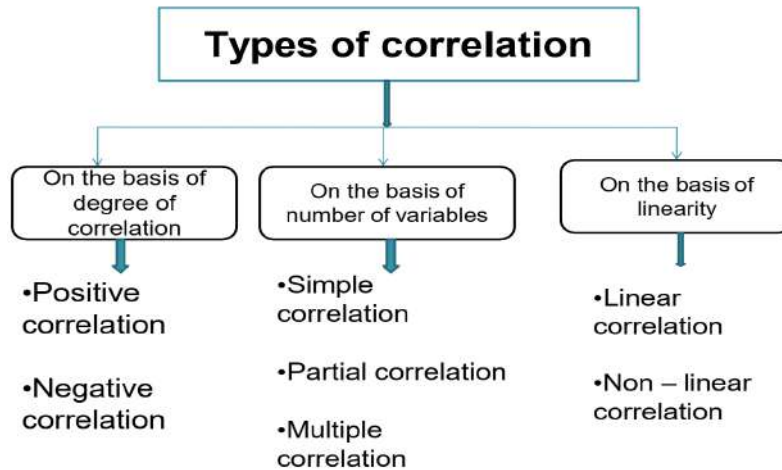 Types of correlation
On the basis of
degree of
correlation
•Positive
correlation
•Negative
correlation
On the basis of
number of variables
•Simple
correlation
•Partial correlation
•Multiple
correlation
On the basis of
linearity
•Linear
correlation
•Non – linear
correlation